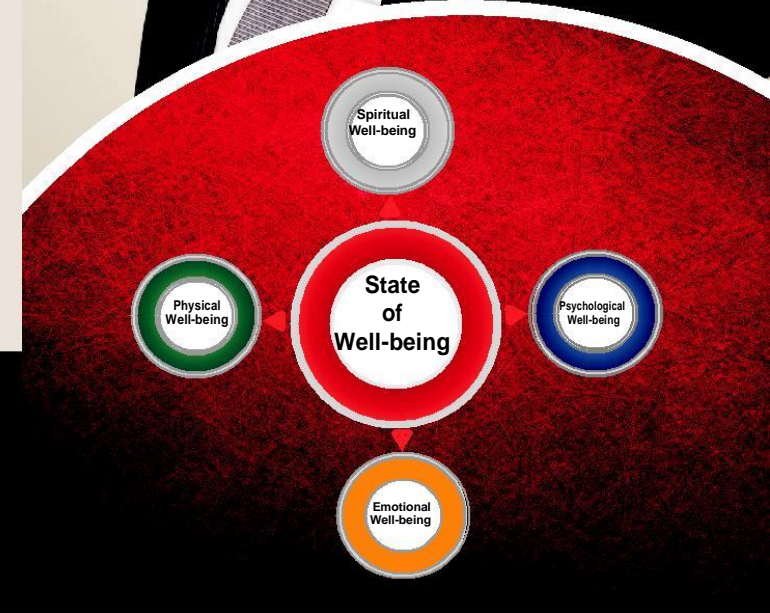 Spiritual
Well-being
Physical
Well-being
State
of
Well-being
Psychological
Well-being
Emotional
Well-being